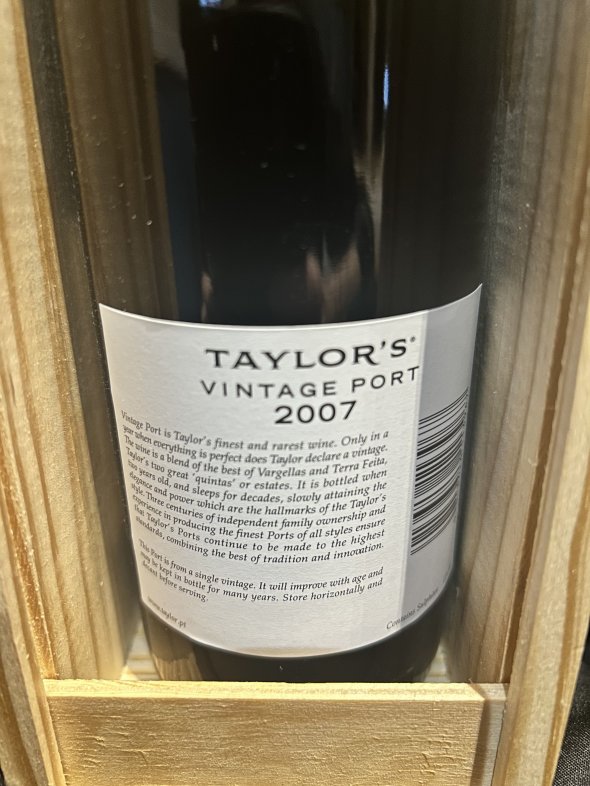 TAYLOR'S®
VINTAGE PORT
2007
Vintage Port is Taylor's finest and rarest wine. Only in a
year when everything is perfect does Taylor declare a vintage.
The wine is a blend of the best of Vargellas and Terra Feita,
Taylor's two great 'quintas' or estates. It is bottled when
two years old, and sleeps for decades, slowly attaining the
elegance and power which are the hallmarks of the Taylor's
style. Three centuries of independent family ownership and
experience in producing the finest Ports of all styles ensure
that Taylor's Ports continue to be made to the highest
standards, combining the best of tradition and innovation.
This Port is from a single vintage. It will improve with age and
may be kept in bottle for many years. Store horizontally and
decant before serving.
www.taylor.pt
Contains Sulphites